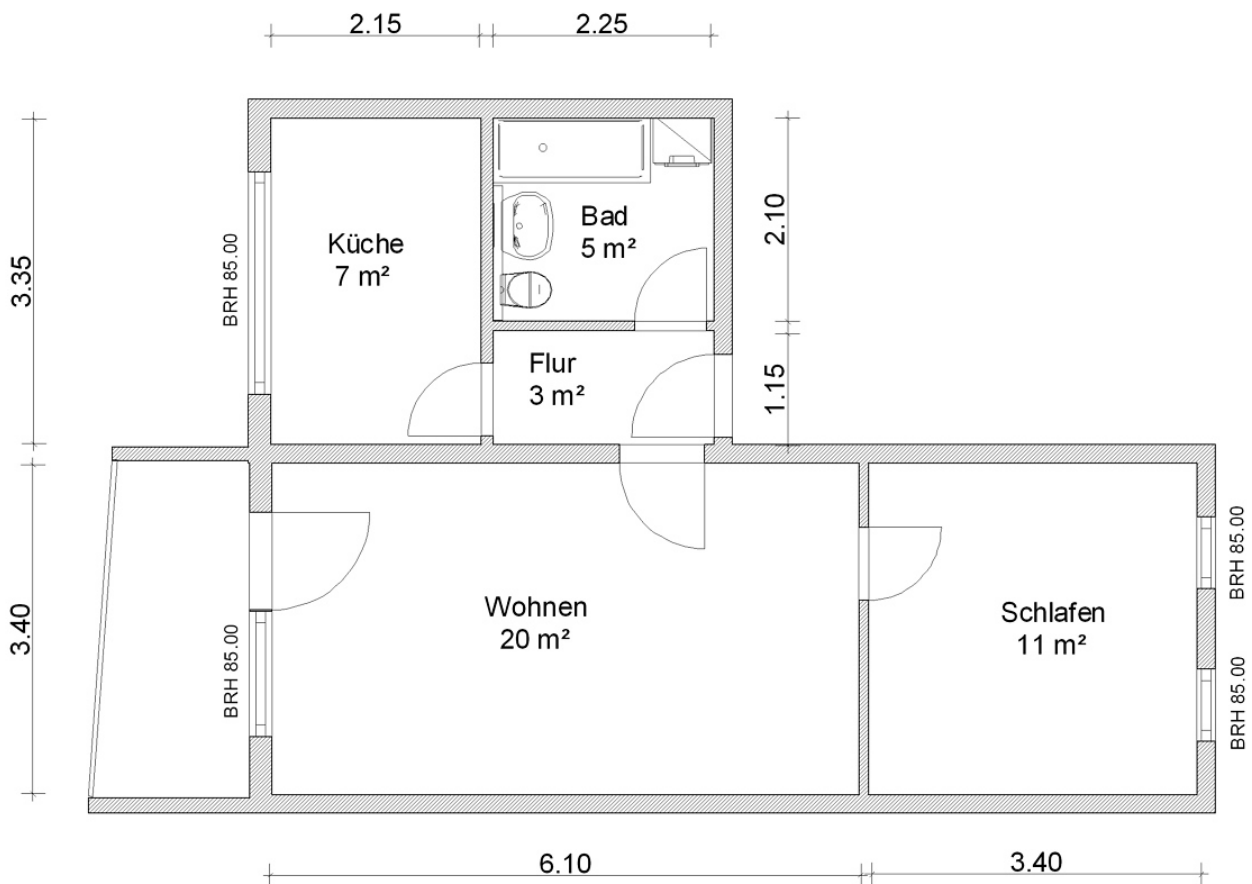 2.15
2.25
3.35
BRH 85.00
Küche
7 m²
Bad
5 m²
2.10
Flur
3 m²
1.15
3.40
BRH 85.00
Wohnen
20 m²
Schlafen
11 m²
BRH 85.00
BRH 85.00
6.10
3.40